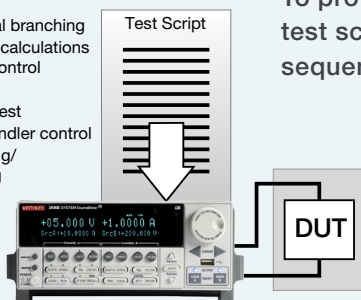 al branching
calculations
ontrol
est
ndler control
g/
g
Test Script
To pro
test sc
sequen
KEITHLEY 2636B SYSTEM SourceMeter
+05.000 V +1.0000 A
SrcA:+10.0000 A SrcB:+200.000 V
DUT